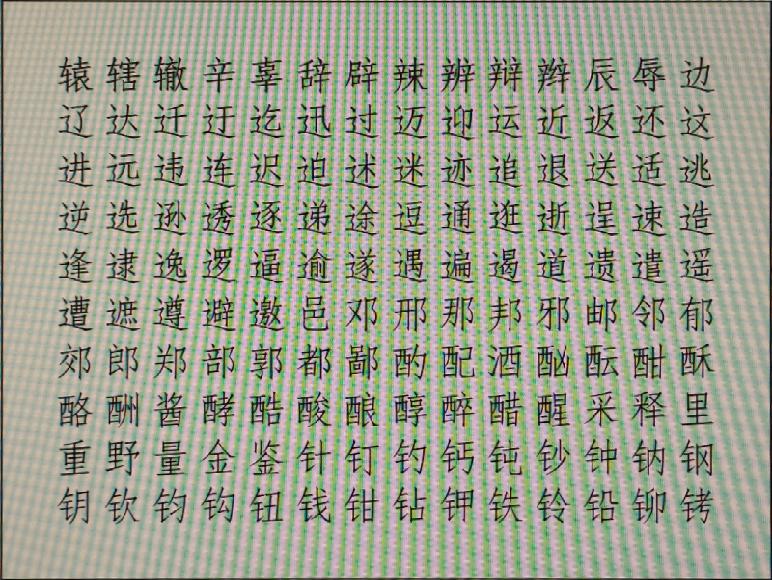 辕辖辙辛辜辞辟辣辨辩辫辰辱边
辽达迁迂迄迅过迈迎运近返还这
进远违连迟迫述迷迹追退送适逃
逆选逊透逐递途逗通逛逝逞速造
逢逮逸逻逼逾遂遇遍遏道遗遣遥
遭遮遵避邀邑邓邢那邦邪邮邻郁
郊郎郑部郭都鄙酌配酒酗酝酣酥
酪酬酱酵酷酸酿醇醉醋醒采释里
重野量金鉴针钉钓钙钝钞钟钠钢
钥钦钧钩钮钱钳钻钾铁铃铅铆铐